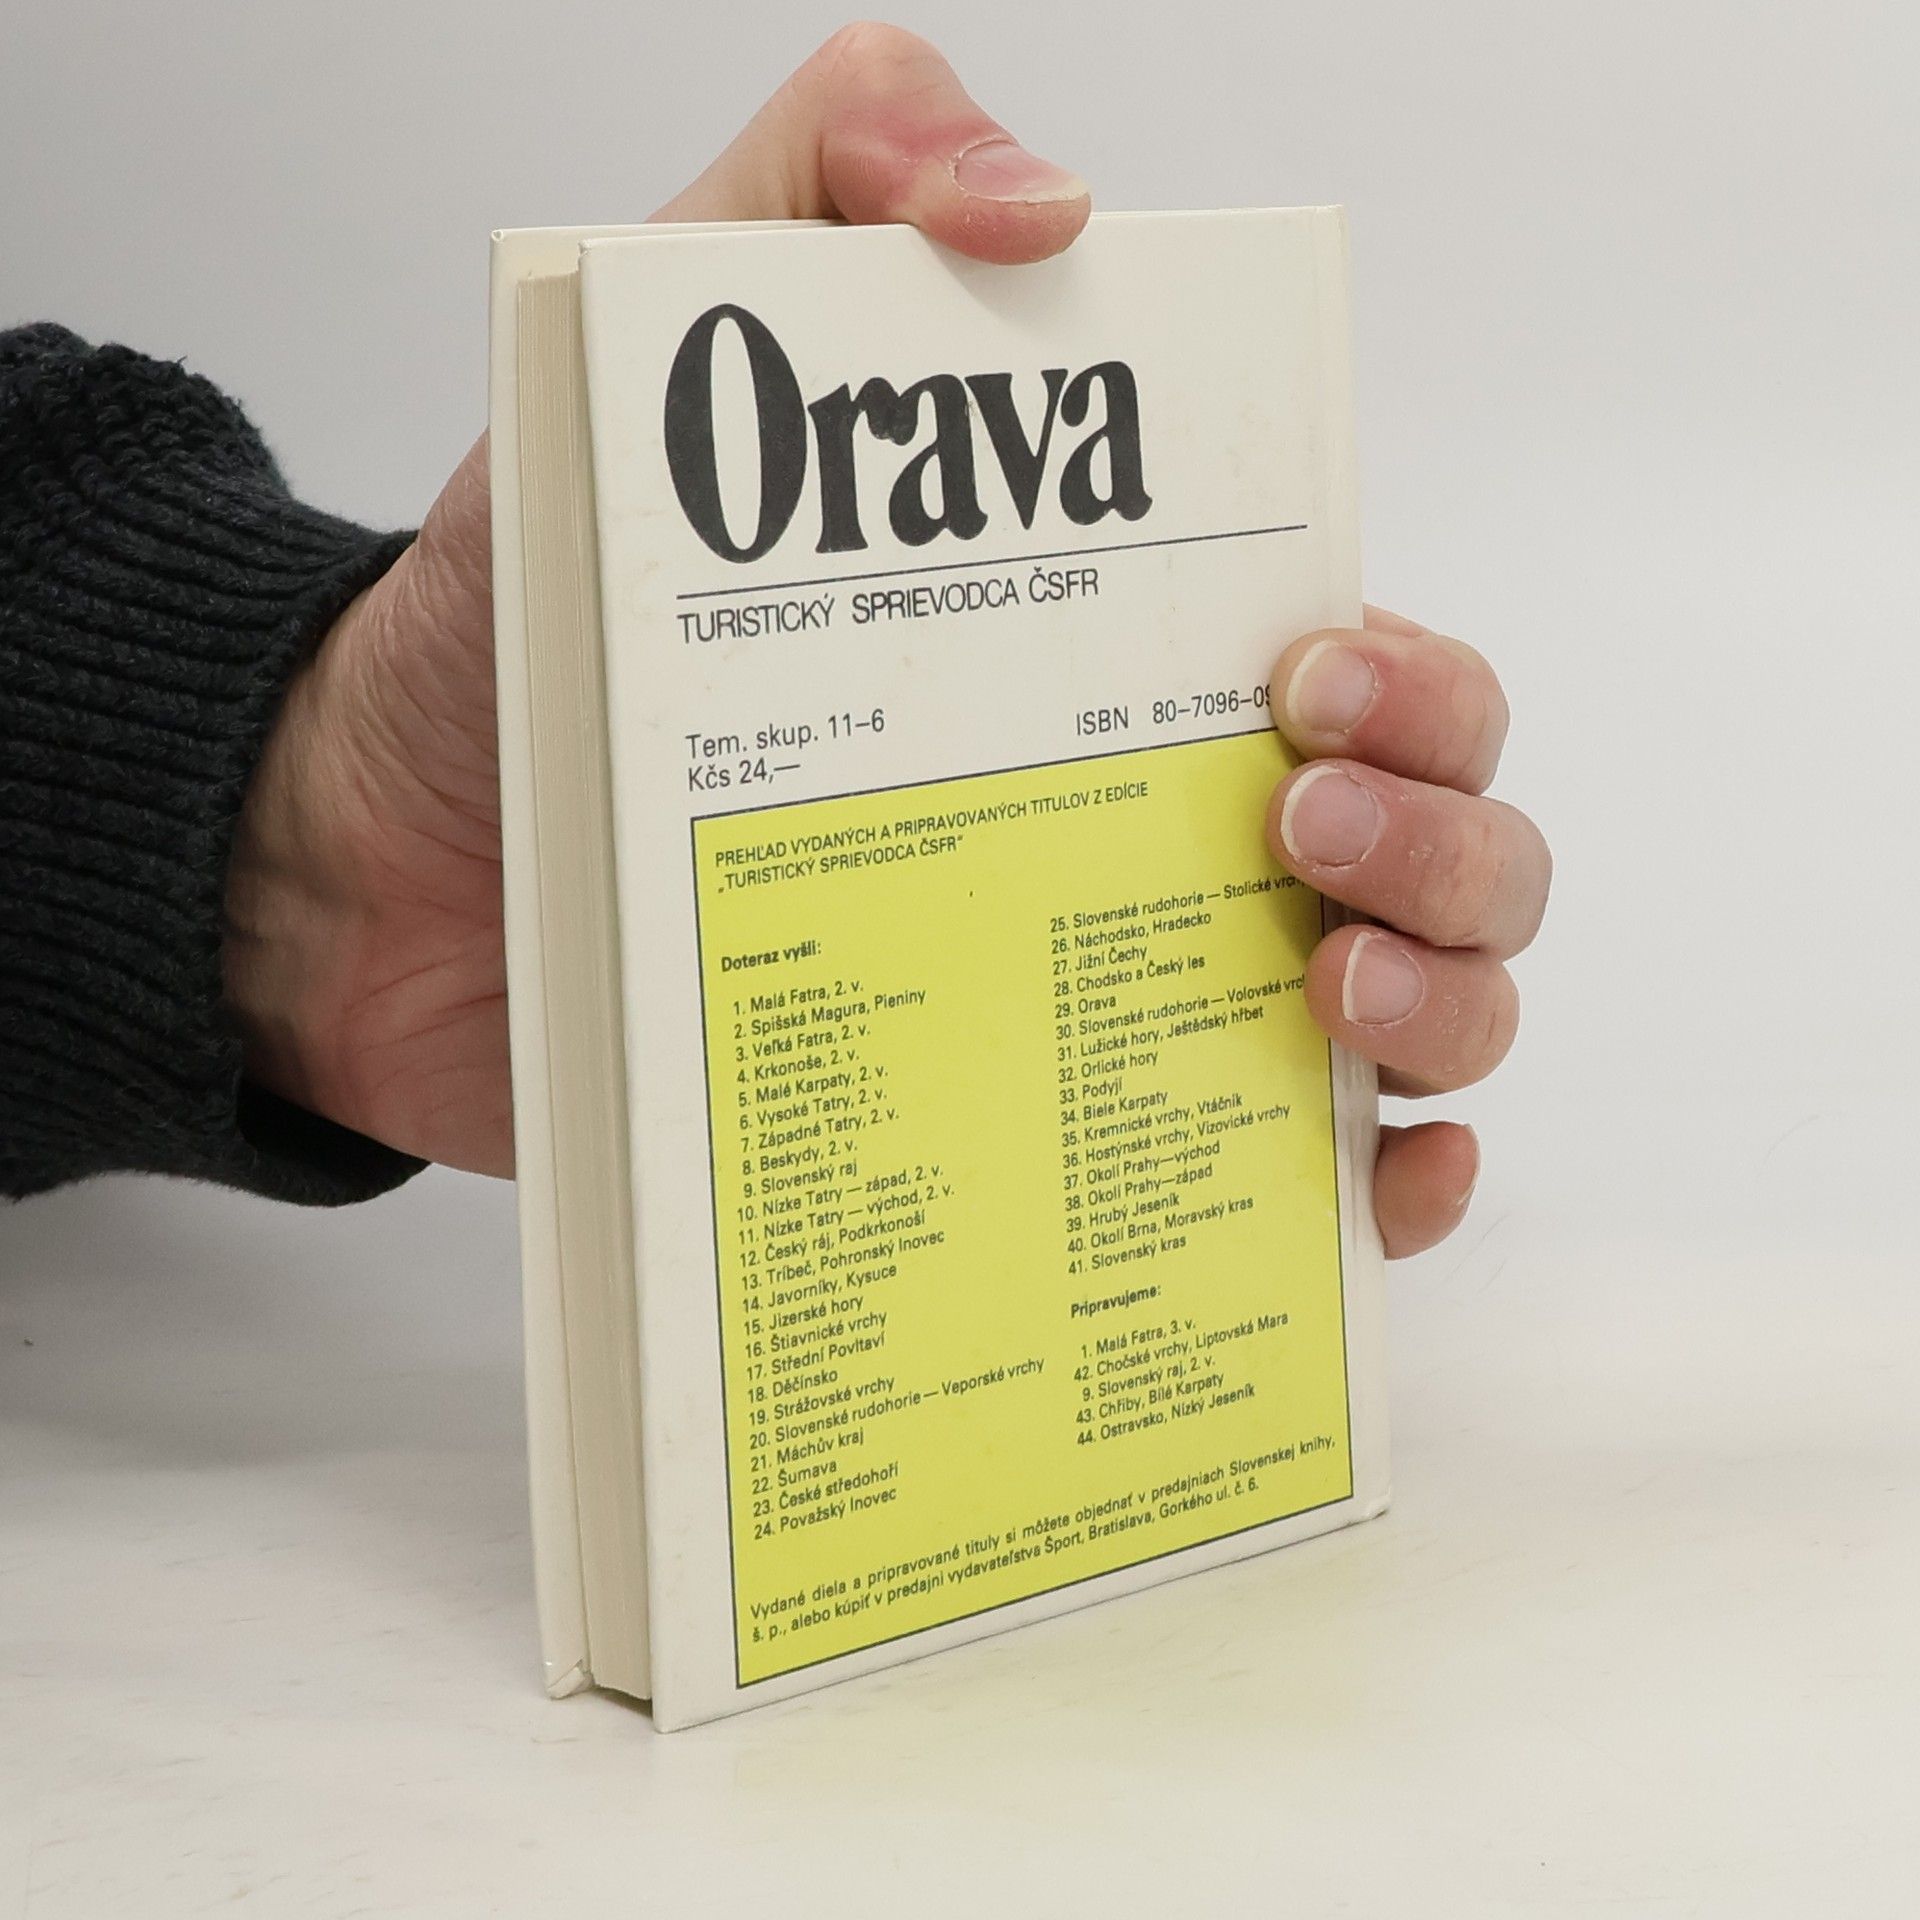 Orava
TURISTICKÝ SPRIEVODCA ČSFR
Tem. skup. 11–6
Kčs 24,—
ISBN 80–7096–09
PREHĽAD VYDANÝCH A PRIPRAVOVANÝCH TITULOV Z EDÍCIE
„TURISTICKÝ SPRIEVODCA ČSFR“
Doteraz vyšli:
1. Malá Fatra, 2. v.
2. Spišská Magura, Pieniny
3. Veľká Fatra, 2. v.
4. Krkonoše, 2. v.
5. Malé Karpaty, 2. v.
6. Vysoké Tatry, 2. v.
7. Západné Tatry, 2. v.
8. Beskydy, 2. v.
9. Slovenský raj
10. Nízke Tatry — západ, 2. v.
11. Nízke Tatry — východ, 2. v.
12. Český ráj, Podkrkonoší
13. Tríbeč, Pohronský Inovec
14. Javorníky, Kysuce
15. Jizerské hory
16. Štiavnické vrchy
17. Střední Povltaví
18. Děčínsko
19. Strážovské vrchy
20. Slovenské rudohorie — Veporské vrchy
21. Máchův kraj
22. Šumava
23. České středohoří
24. Považský Inovec
25. Slovenské rudohorie — Stolické
26. Náchodsko, Hradecko
27. Jižní Čechy
28. Chodsko a Český les
29. Orava
30. Slovenské rudohorie — Volovské
31. Lužické hory, Ještědský hřbet
32. Orlické hory
33. Podyjí
34. Biele Karpaty
35. Kremnické vrchy, Vtáčnik
36. Hostýnské vrchy, Vizovické vrchy
37. Okolí Prahy—východ
38. Okolí Prahy—západ
39. Hrubý Jeseník
40. Okolí Brna, Moravský kras
41. Slovenský kras
Pripravujeme:
1. Malá Fatra, 3. v.
42. Chočské vrchy, Liptovská Mara
9. Slovenský raj, 2. v.
43. Chřiby, Bílé Karpaty
44. Ostravsko, Nízký Jeseník
Vydané diela a pripravované tituly si môžete objednať v predajniach Slovenskej knihy,
š. p., alebo kúpiť v predajni vydavateľstva Šport, Bratislava, Gorkého ul. č. 6.